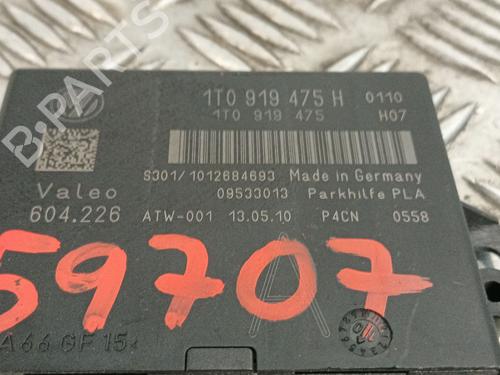 B-PARTS
1T0 919 475 H 0110
1T0 919 475 H07
S301/1012684693 Made in Germany
Valeo 09533013 Parkhilfe PLA
604.226 ATW-001 13.05.10 P4CN 0558
59707
A66 GF 15